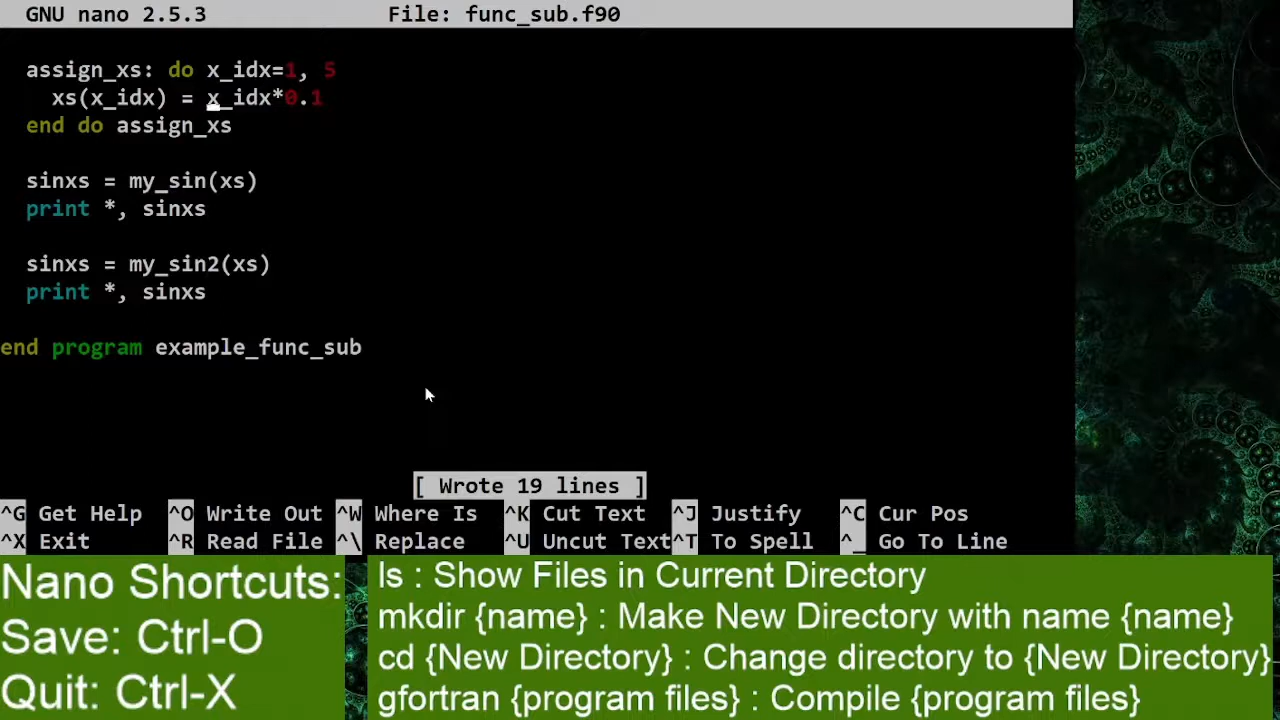 GNU nano 2.5.3 File: func_sub.f90
assign_xs: do x_idx=1, 5
xs(x_idx) = x_idx*0.1
end do assign_xs
sinxs = my_sin(xs)
print *, sinxs
sinxs = my_sin2(xs)
print *, sinxs
end program example_func_sub
[ Wrote 19 lines ]
^G Get Help ^O Write Out ^W Where Is ^K Cut Text ^J Justify ^C Cur Pos
^X Exit ^R Read File ^\ Replace ^U Uncut Text ^T To Spell ^_ Go To Line
Nano Shortcuts:
Save: Ctrl-O
Quit: Ctrl-X
ls : Show Files in Current Directory
mkdir {name} : Make New Directory with name {name}
cd {New Directory} : Change directory to {New Directory}
gfortran {program files} : Compile {program files}